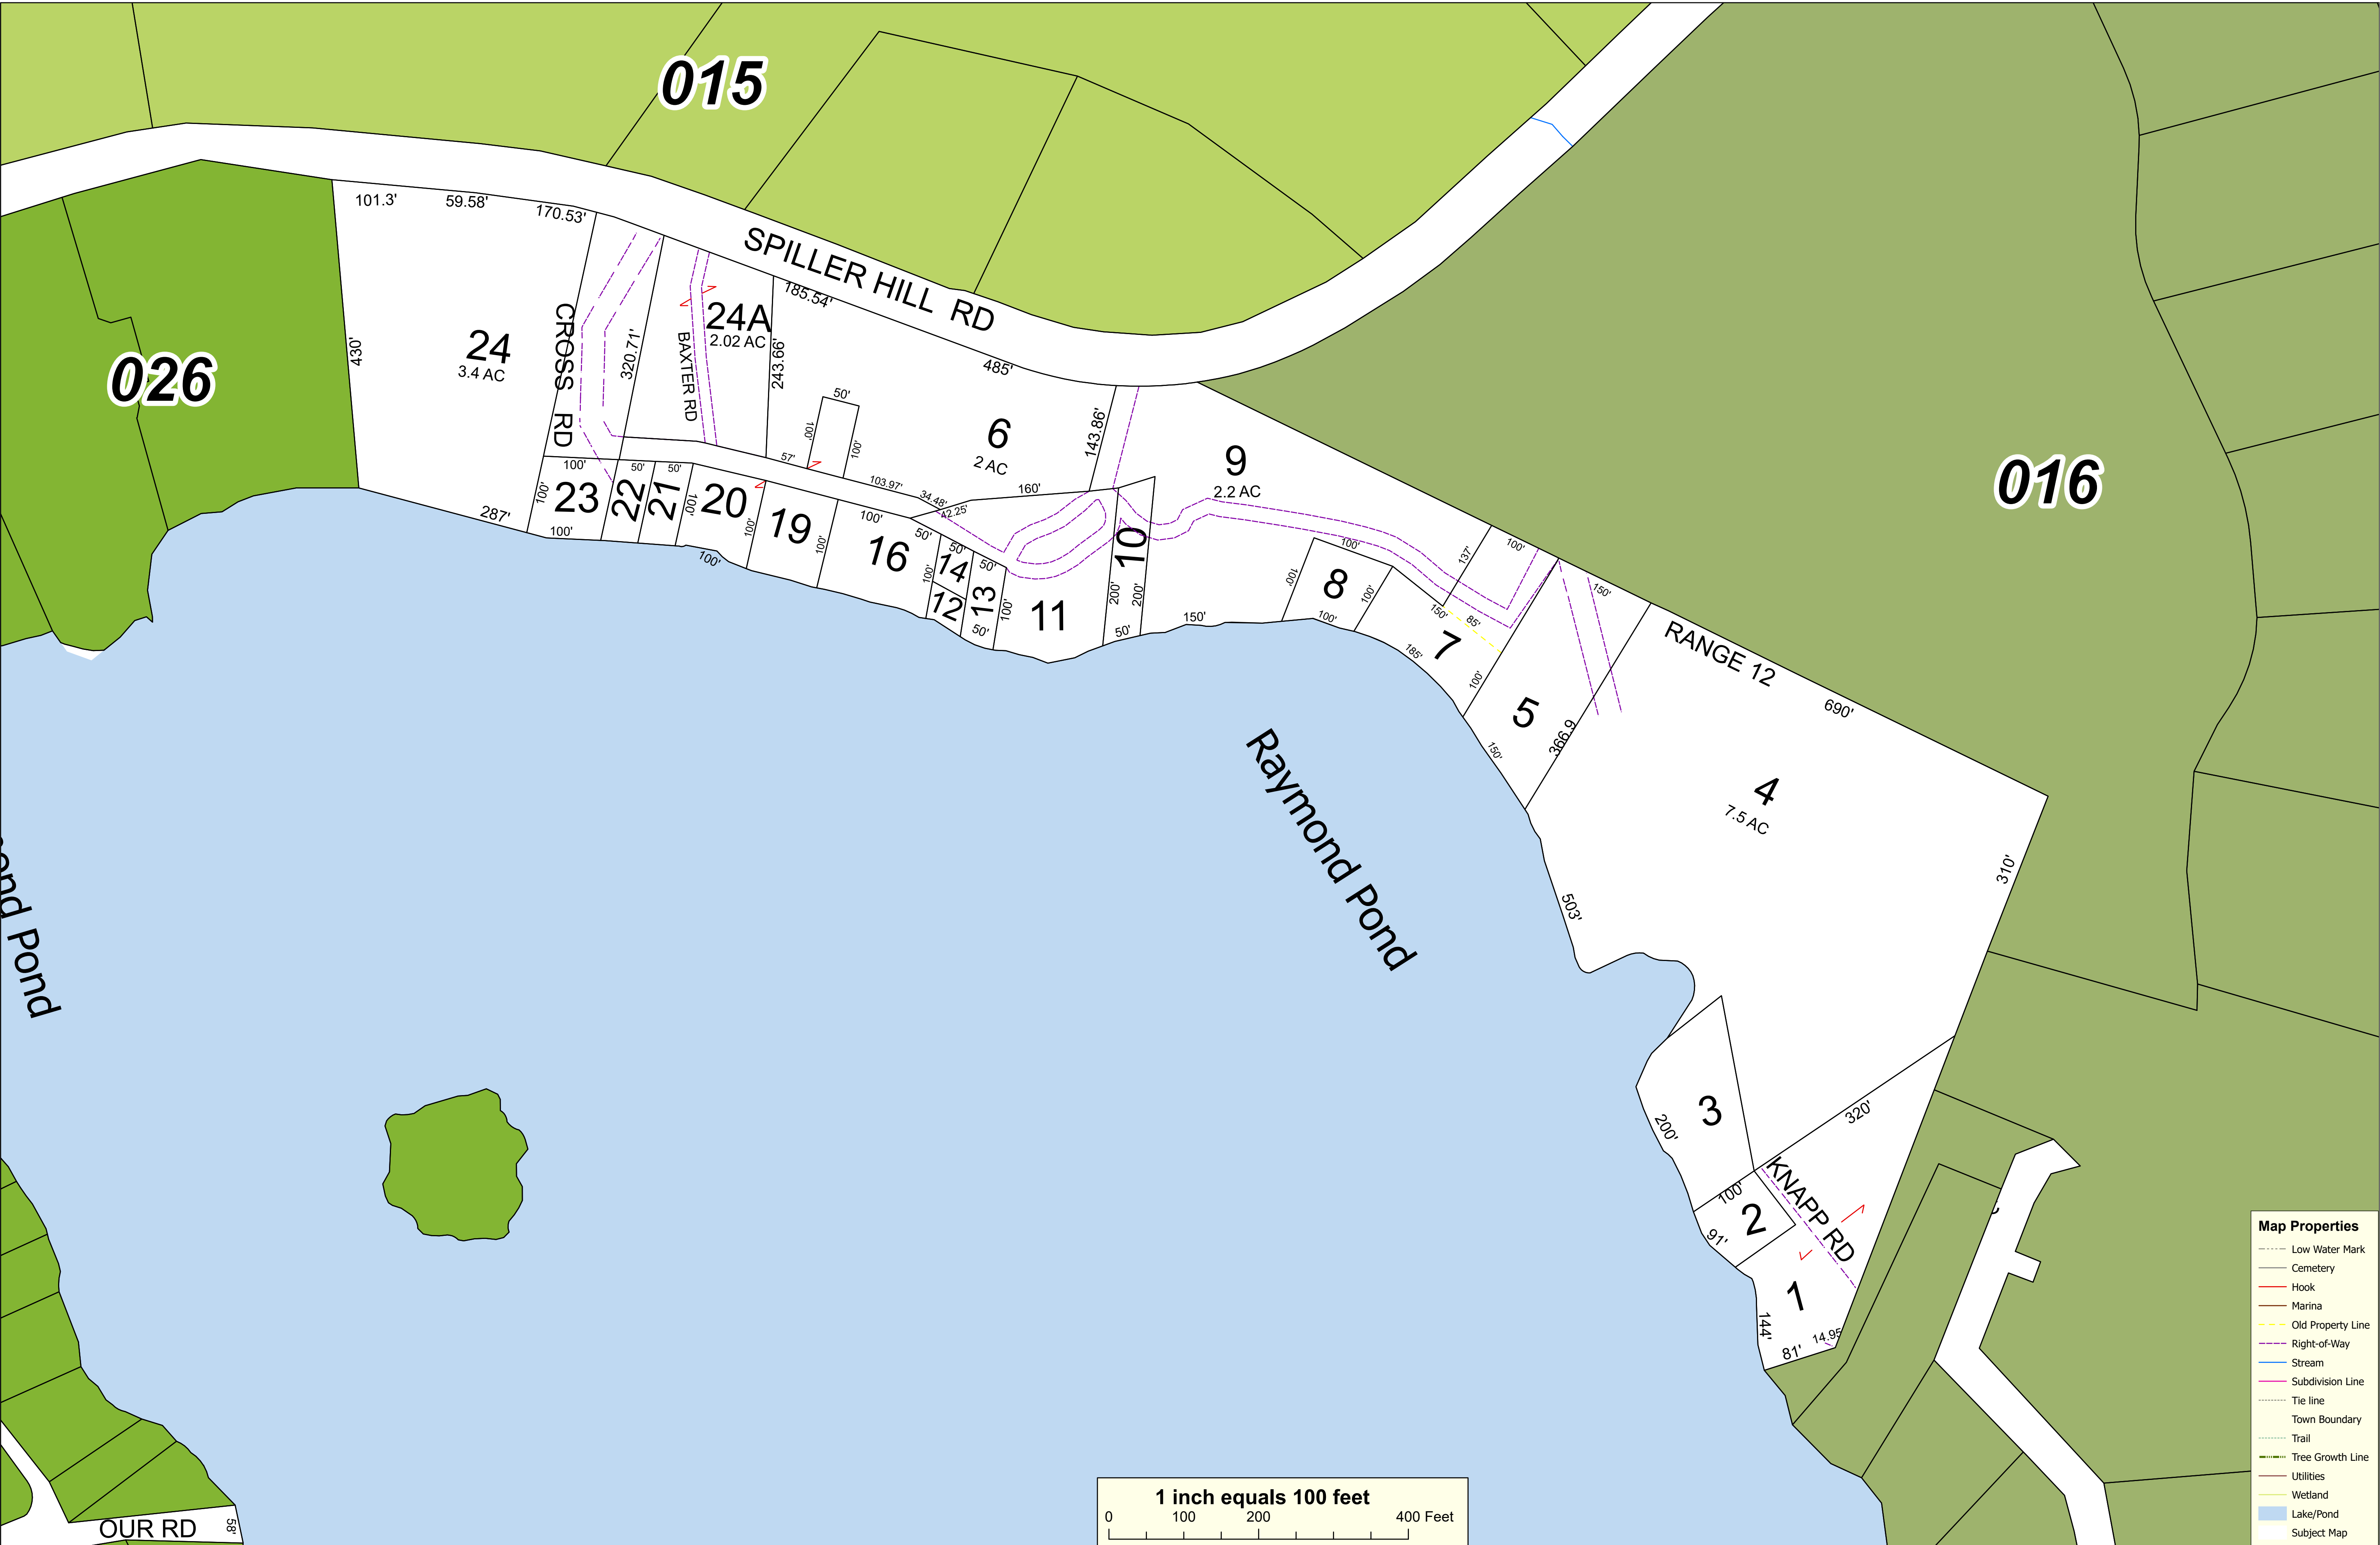 015
101.3'
59.58'
170.53'
SPILLER HILL RD
185.54'
485'
026
430'
24
3.4 AC
CROSS RD
320.71'
BAXTER RD
24A
2.02 AC
243.66'
50'
100'
100'
57'
103.97'
34.48'
42.25'
6
2 AC
143.86'
160'
9
2.2 AC
016
287'
100'
100'
23
100'
22
50'
21
50'
100'
20
100'
100'
19
100'
100'
16
50'
100'
14
50'
12
13
50'
50'
100'
11
200'
10
200'
50'
150'
100'
100'
8
100'
100'
137'
100'
150'
85'
7
185'
100'
150'
5
150'
366.9
RANGE 12
690'
4
7.5 AC
310'
503'
Raymond Pond
ond Pond
3
200'
320'
100'
2
91'
KNAPP RD
1
144'
81'
14.95
OUR RD
58'
1 inch equals 100 feet
0 100 200 400 Feet
Map Properties
Low Water Mark
Cemetery
Hook
Marina
Old Property Line
Right-of-Way
Stream
Subdivision Line
Tie line
Town Boundary
Trail
Tree Growth Line
Utilities
Wetland
Lake/Pond
Subject Map